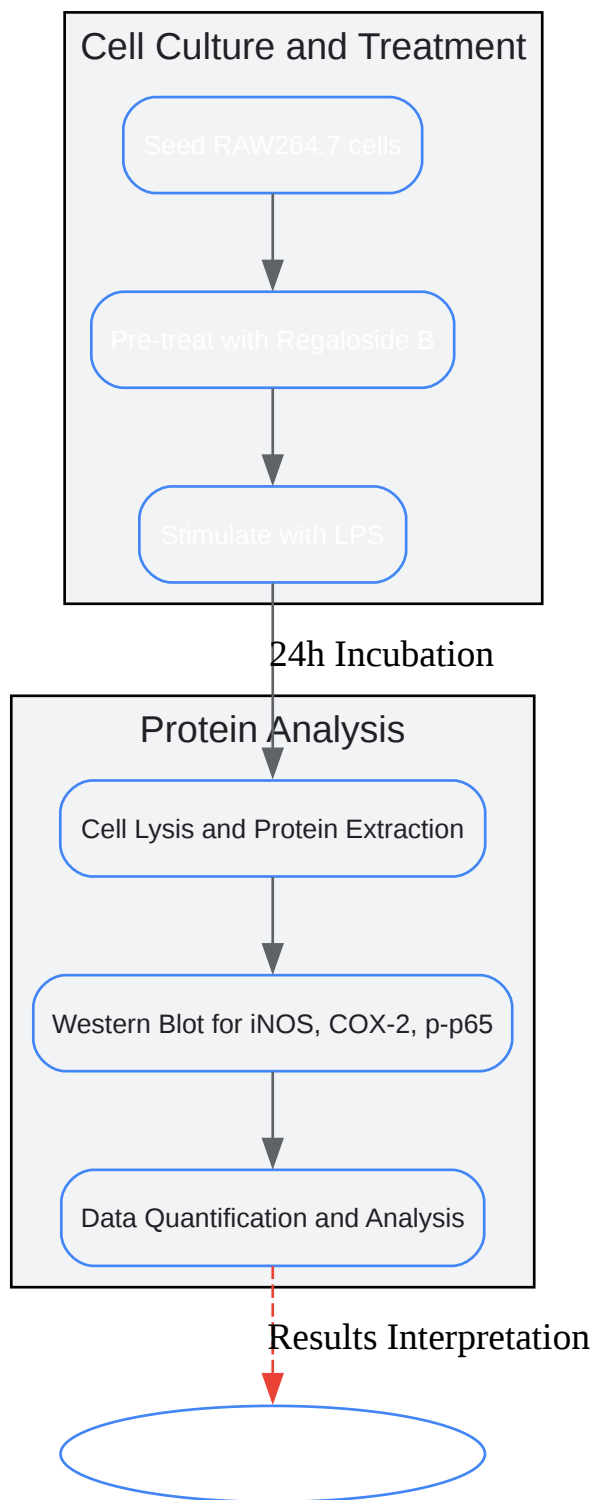 Cell Culture and Treatment
Seed RAW264.7 cells
Pre-treat with Regaloside B
Stimulate with LPS
24h Incubation
Protein Analysis
Cell Lysis and Protein Extraction
Western Blot for iNOS, COX-2, p-p65
Data Quantification and Analysis
Results Interpretation